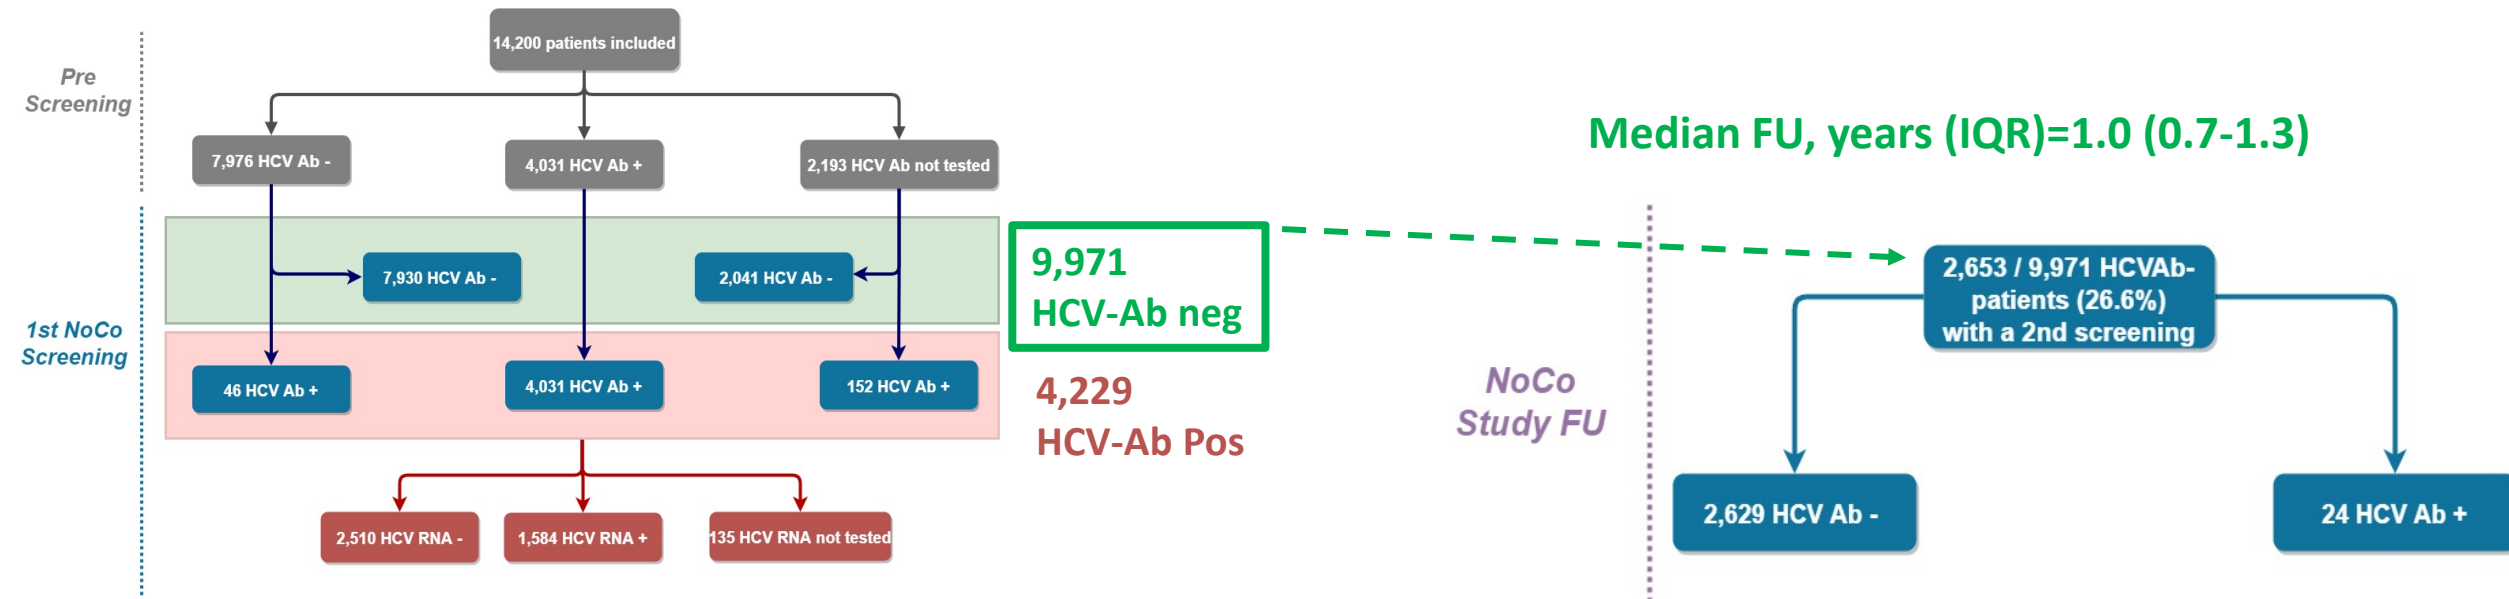 14,200 patients included
Pre
Screening
7,976 HCV Ab -
4,031 HCV Ab +
2,193 HCV Ab not tested
1st NoCo
Screening
7,930 HCV Ab -
2,041 HCV Ab -
46 HCV Ab +
4,031 HCV Ab +
152 HCV Ab +
9,971
HCV-Ab neg
4,229
HCV-Ab Pos
2,510 HCV RNA -
1,584 HCV RNA +
135 HCV RNA not tested
Median FU, years (IQR)=1.0 (0.7-1.3)
NoCo
Study FU
2,653 / 9,971 HCVAb-
patients (26.6%)
with a 2nd screening
2,629 HCV Ab -
24 HCV Ab +